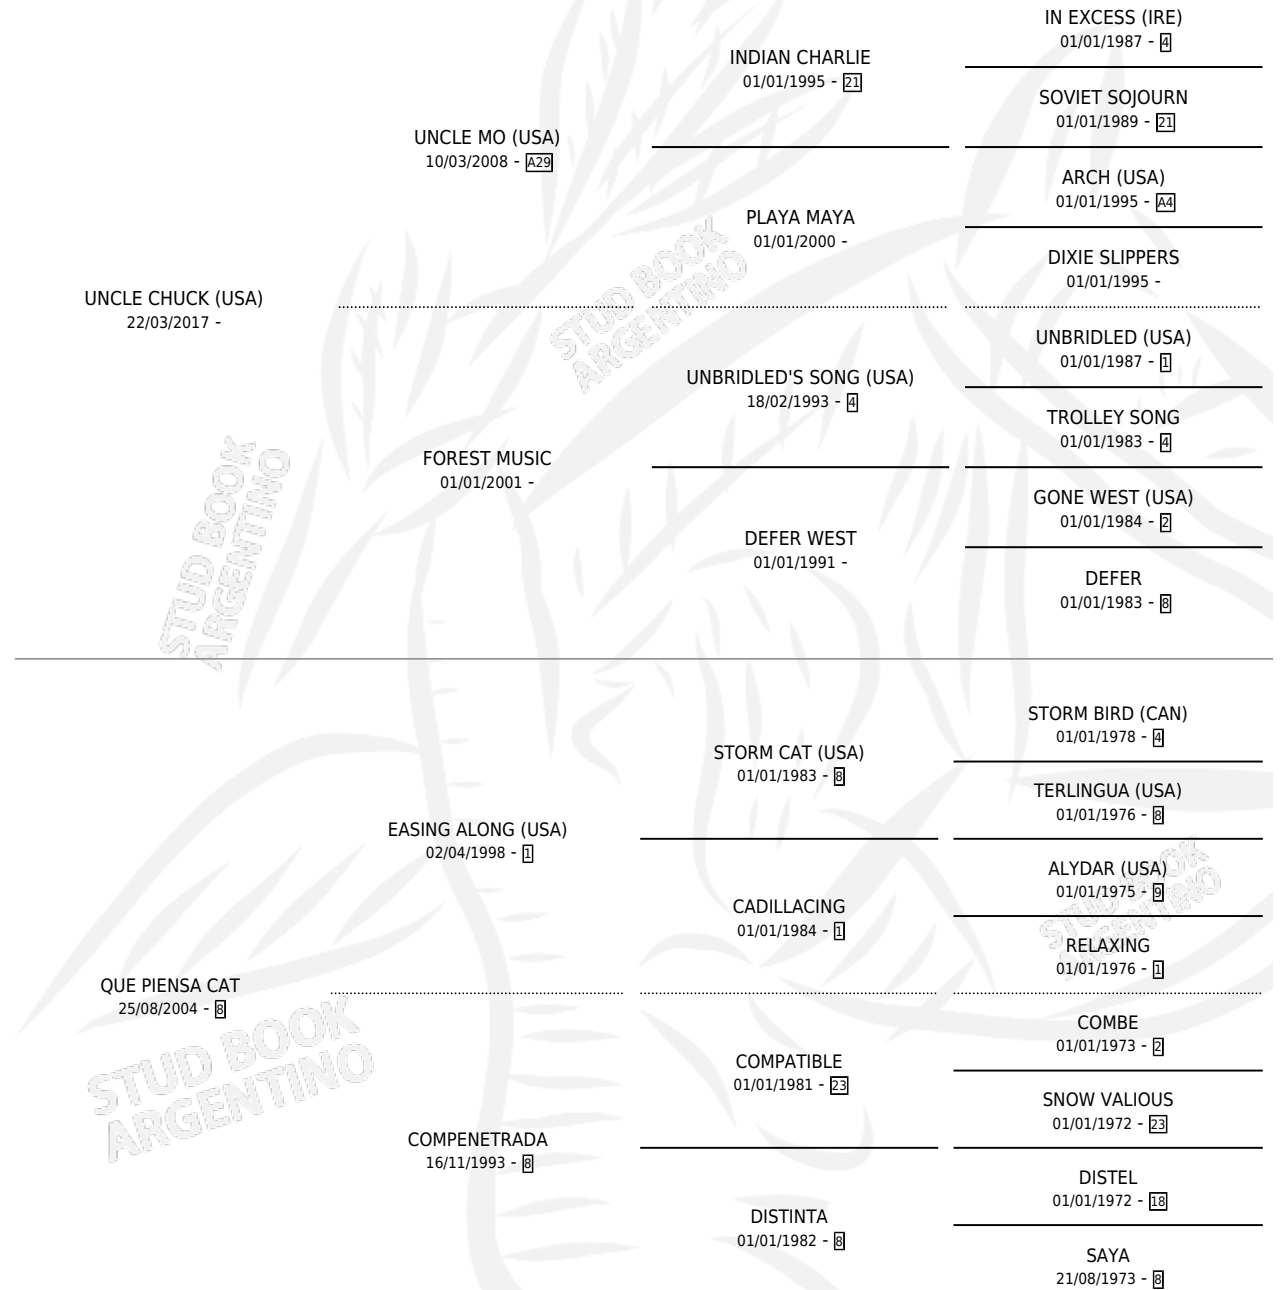 IN EXCESS (IRE)
01/01/1987 - 4
INDIAN CHARLIE
01/01/1995 - 21
SOVIET SOJOURN
01/01/1989 - 21
UNCLE MO (USA)
10/03/2008 - A29
ARCH (USA)
01/01/1995 - A4
PLAYA MAYA
01/01/2000 -
DIXIE SLIPPERS
01/01/1995 -
UNCLE CHUCK (USA)
22/03/2017 -
UNBRIDLED (USA)
01/01/1987 - 1
UNBRIDLED'S SONG (USA)
18/02/1993 - 4
TROLLEY SONG
01/01/1983 - 4
FOREST MUSIC
01/01/2001 -
GONE WEST (USA)
01/01/1984 - 2
DEFER WEST
01/01/1991 -
DEFER
01/01/1983 - 8
STORM BIRD (CAN)
01/01/1978 - 4
STORM CAT (USA)
01/01/1983 - 8
TERLINGUA (USA)
01/01/1976 - 8
EASING ALONG (USA)
02/04/1998 - 1
ALYDAR (USA)
01/01/1975 - 9
CADILLACING
01/01/1984 - 1
RELAXING
01/01/1976 - 1
QUE PIENSA CAT
25/08/2004 - 8
COMBE
01/01/1973 - 2
COMPATIBLE
01/01/1981 - 23
SNOW VALIOUS
01/01/1972 - 23
COMPENETRADA
16/11/1993 - 8
DISTEL
01/01/1972 - 18
DISTINTA
01/01/1982 - 8
SAYA
21/08/1973 - 8
STUD BOOK
ARGENTINO
STUD BOOK
ARGENTINO
STUD BOOK
ARGENTINO
STUD BOOK
ARGENTINO